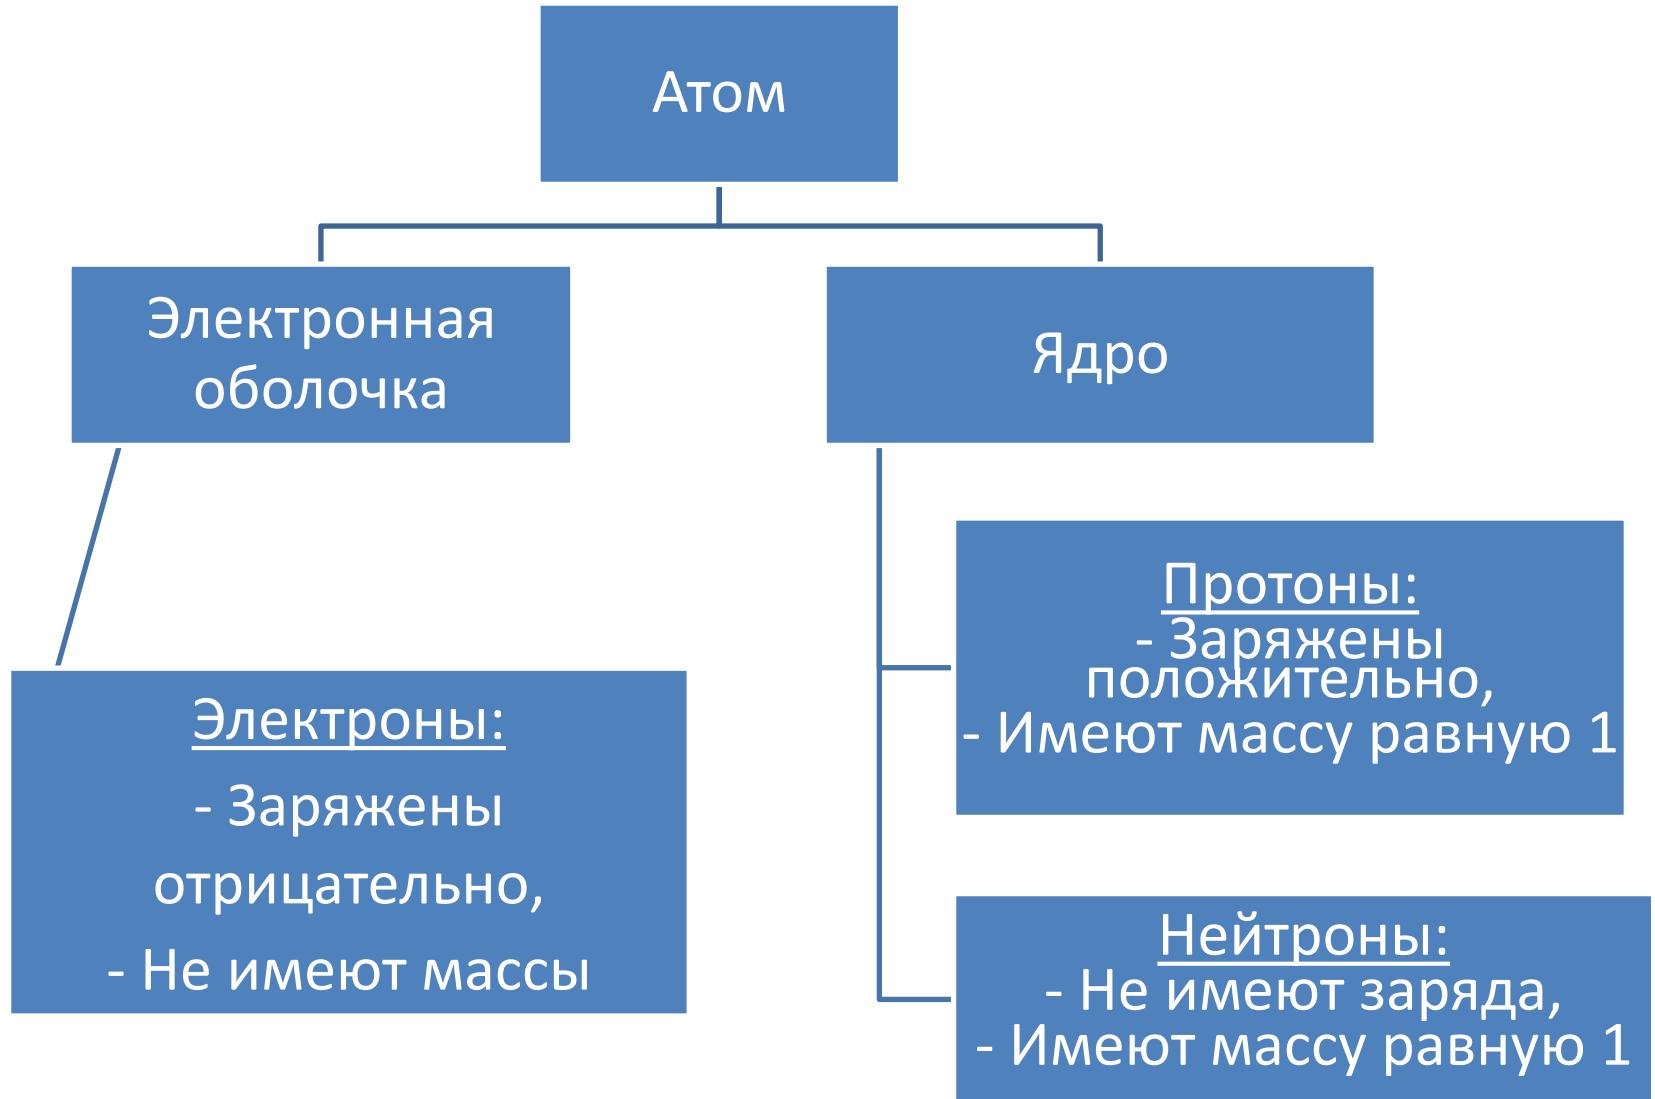 Атом
Электронная
оболочка
Ядро
Электроны:
- Заряжены
отрицательно,
- Не имеют массы
Протоны:
- Заряжены
положительно,
- Имеют массу равную 1
Нейтроны:
- Не имеют заряда,
- Имеют массу равную 1